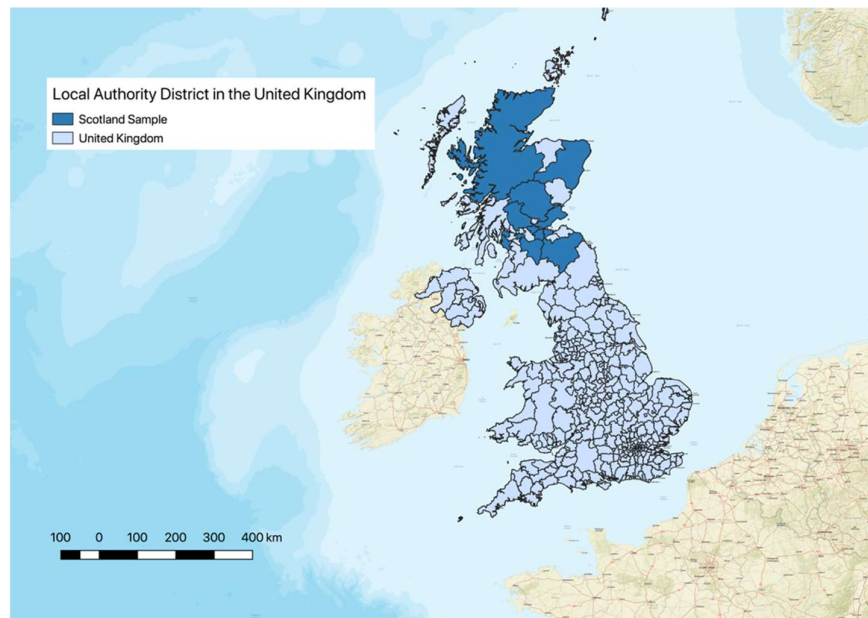 Local Authority District in the United Kingdom
Scotland Sample
United Kingdom
100 0 100 200 300 400 km